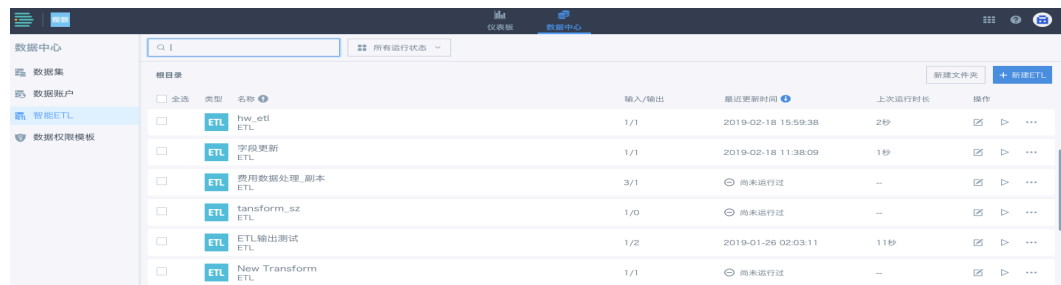 仪表板
数据中心
数据中心
所有运行状态
数据集
根目录
新建文件夹
+ 新建ETL
数据账户
全选 类型 名称 输入/输出 最近更新时间 上次运行时长 操作
智能ETL
ETL hw_etl 1/1 2019-02-18 15:59:38 2秒
ETL
数据权限模板
ETL 字段更新 1/1 2019-02-18 11:38:09 1秒
ETL
ETL 费用数据处理_副本 3/1 尚未运行过 --
ETL
ETL tansform_sz 1/0 尚未运行过 --
ETL
ETL ETL输出测试 1/2 2019-01-26 02:03:11 11秒
ETL
ETL New Transform 1/1 尚未运行过 --
ETL